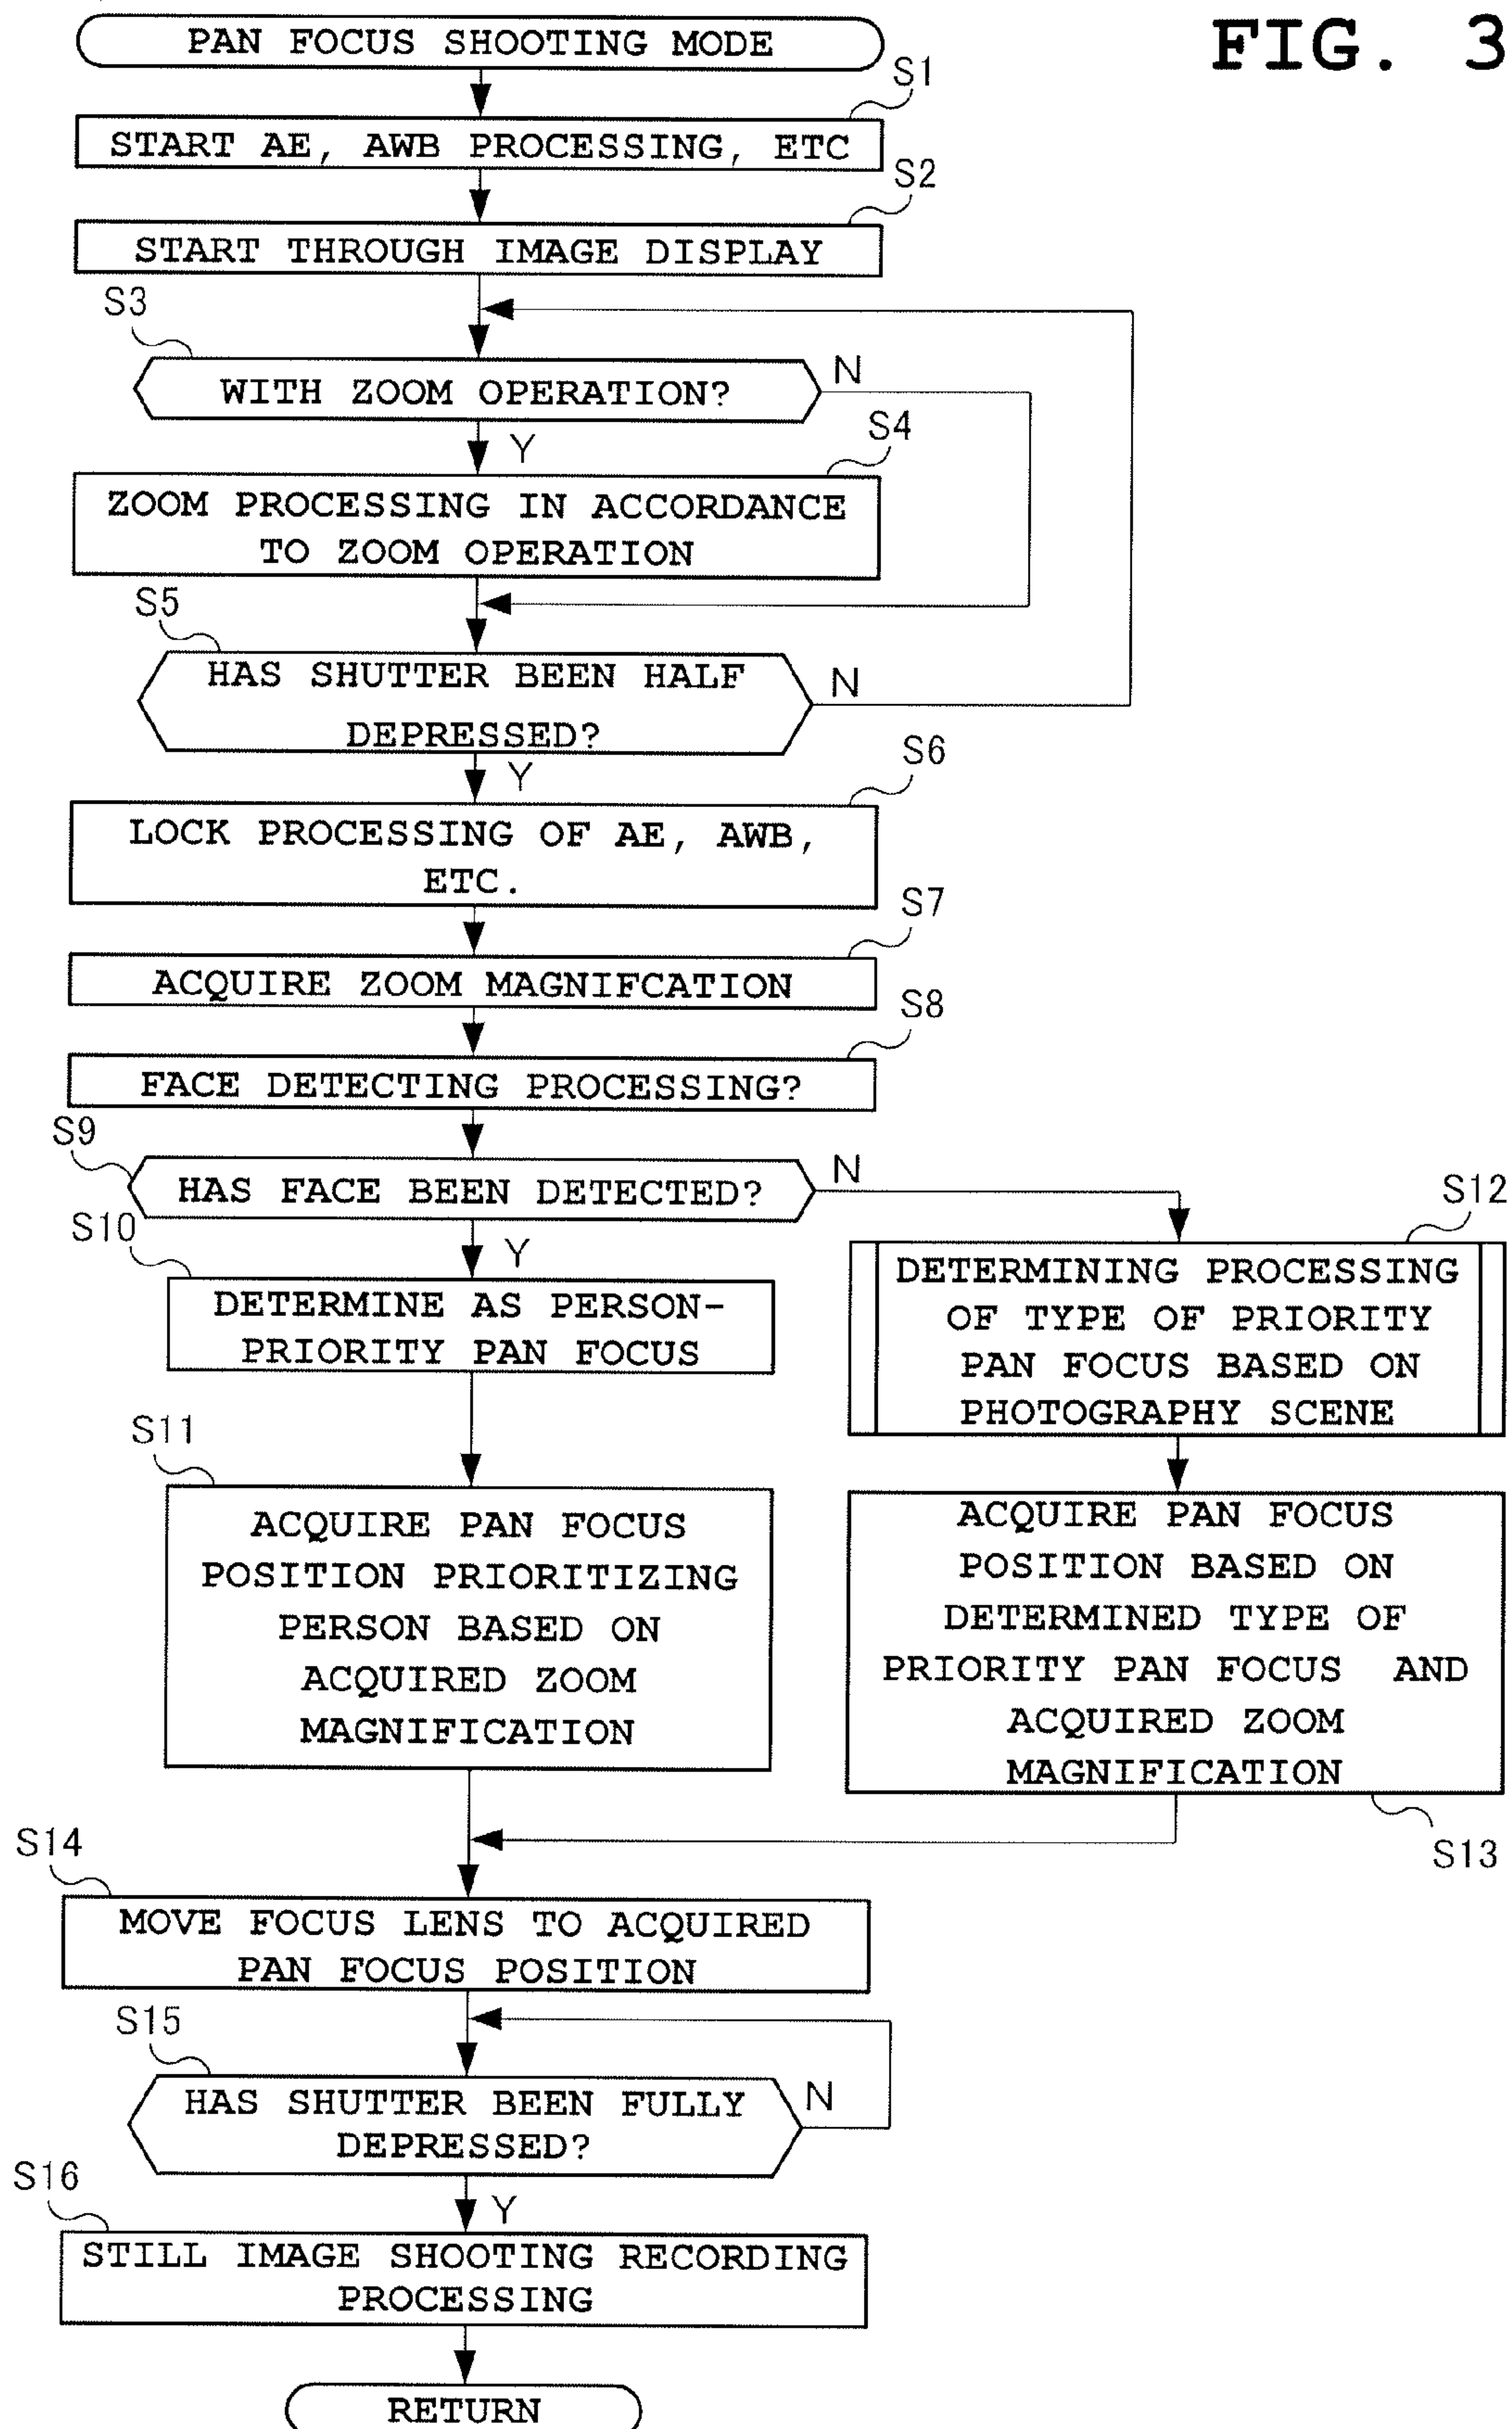 FIG. 3
PAN FOCUS SHOOTING MODE
S1
START AE, AWB PROCESSING, ETC
S2
START THROUGH IMAGE DISPLAY
S3
WITH ZOOM OPERATION?
N
Y
S4
ZOOM PROCESSING IN ACCORDANCE
TO ZOOM OPERATION
S5
HAS SHUTTER BEEN HALF
DEPRESSED?
N
Y
S6
LOCK PROCESSING OF AE, AWB,
ETC.
S7
ACQUIRE ZOOM MAGNIFCATION
S8
FACE DETECTING PROCESSING?
S9
HAS FACE BEEN DETECTED?
N
Y
S10
DETERMINE AS PERSON-
PRIORITY PAN FOCUS
S12
DETERMINING PROCESSING
OF TYPE OF PRIORITY
PAN FOCUS BASED ON
PHOTOGRAPHY SCENE
S11
ACQUIRE PAN FOCUS
POSITION PRIORITIZING
PERSON BASED ON
ACQUIRED ZOOM
MAGNIFICATION
ACQUIRE PAN FOCUS
POSITION BASED ON
DETERMINED TYPE OF
PRIORITY PAN FOCUS AND
ACQUIRED ZOOM
MAGNIFICATION
S13
S14
MOVE FOCUS LENS TO ACQUIRED
PAN FOCUS POSITION
S15
HAS SHUTTER BEEN FULLY
DEPRESSED?
N
Y
S16
STILL IMAGE SHOOTING RECORDING
PROCESSING
RETURN